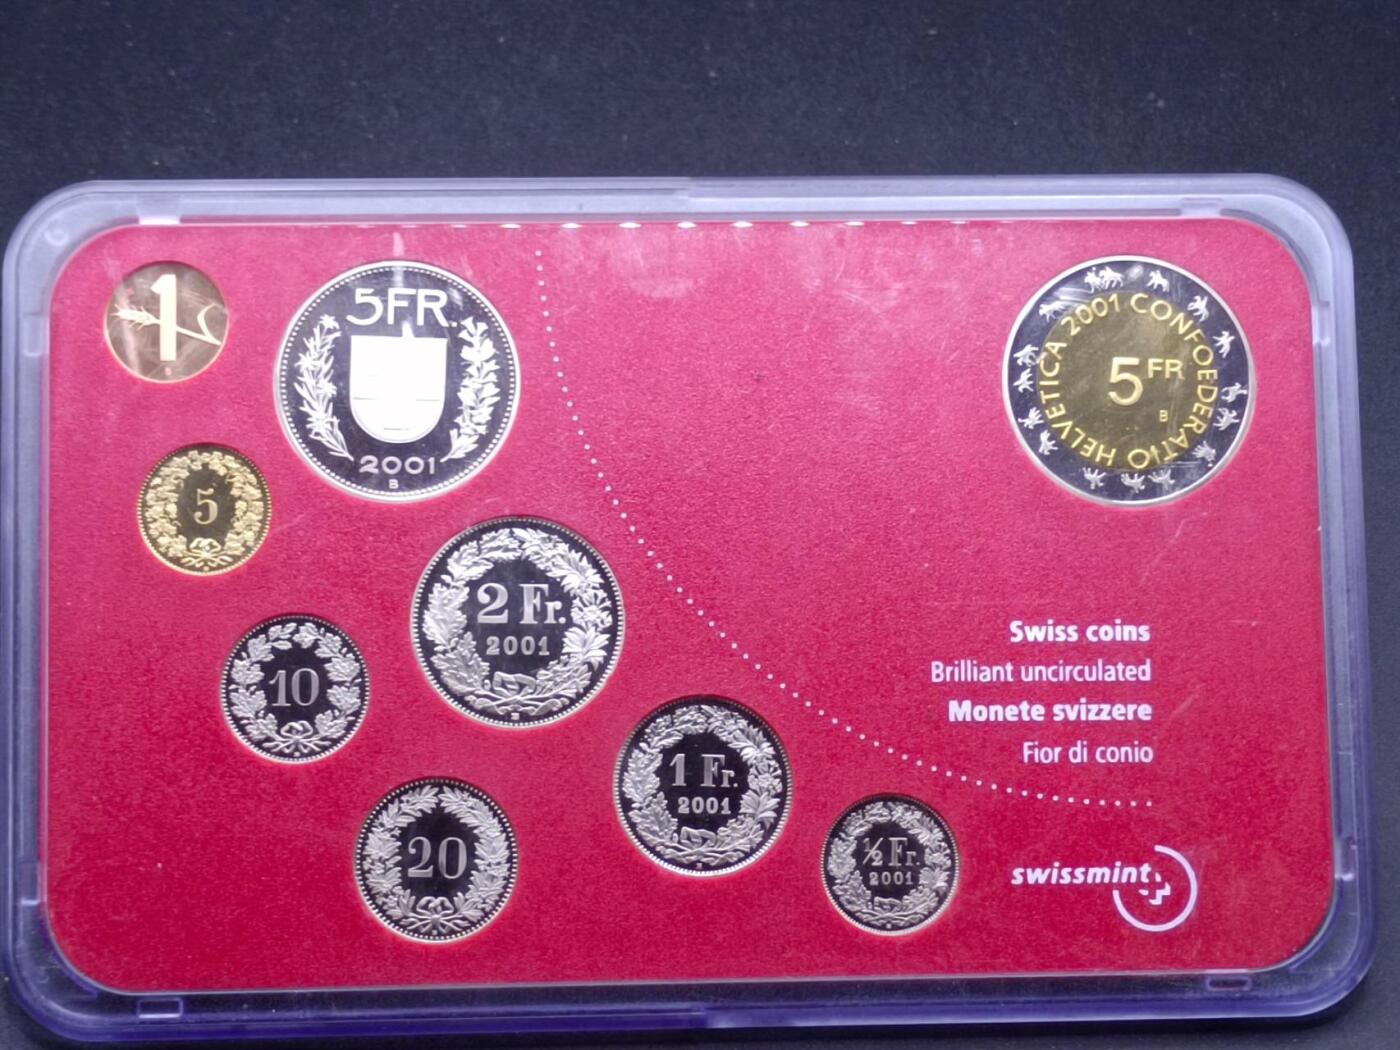 1
5FR.
2001
B
HELVETICA 2001 CONFOEDERATIO
5 FR
B
5
2 Fr.
2001
10
1 Fr.
2001
20
½ Fr.
2001
Swiss coins
Brilliant uncirculated
Monete svizzere
Fior di conio
swissmint